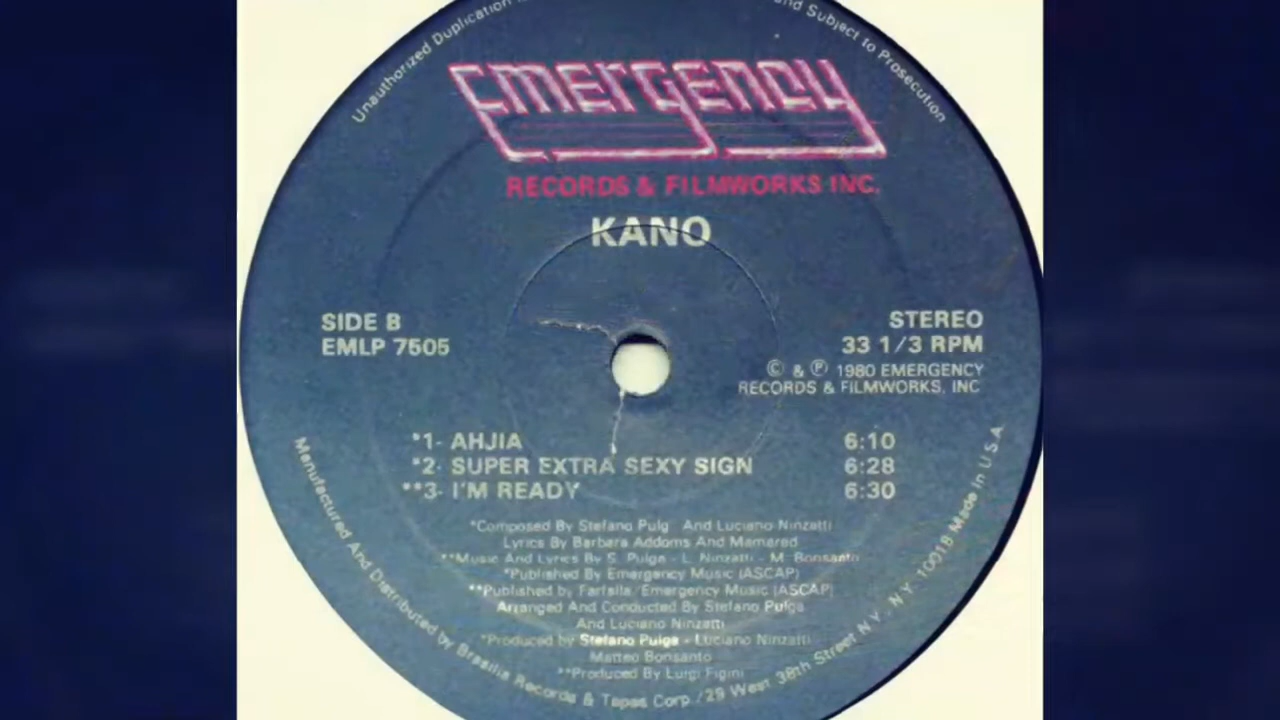 Unauthorized Duplication
and Subject to Prosecution
Emergency
RECORDS & FILMWORKS INC.
KANO
SIDE B
EMLP 7505
STEREO
33 1/3 RPM
© & ℗ 1980 EMERGENCY
RECORDS & FILMWORKS, INC
*1- AHJIA 6:10
*2- SUPER EXTRA SEXY SIGN 6:28
**3- I'M READY 6:30
*Composed By Stefano Pulg And Luciano Ninzatti
Lyrics By Barbara Addoms And Mamared
**Music And Lyrics By S. Pulga - L. Ninzatti - M. Bonsanto
*Published By Emergency Music (ASCAP)
**Published by Farfalla/Emergency Music (ASCAP)
Arranged And Conducted By Stefano Pulga
And Luciano Ninzatti
*Produced by Stefano Pulga - Luciano Ninzatti
Matteo Bonsanto
**Produced By Luigi Figini
Manufactured And Distributed by Brasilia Records & Tapes Corp./29 West 38th Street N.Y. N.Y. 10018 Made in U.S.A.